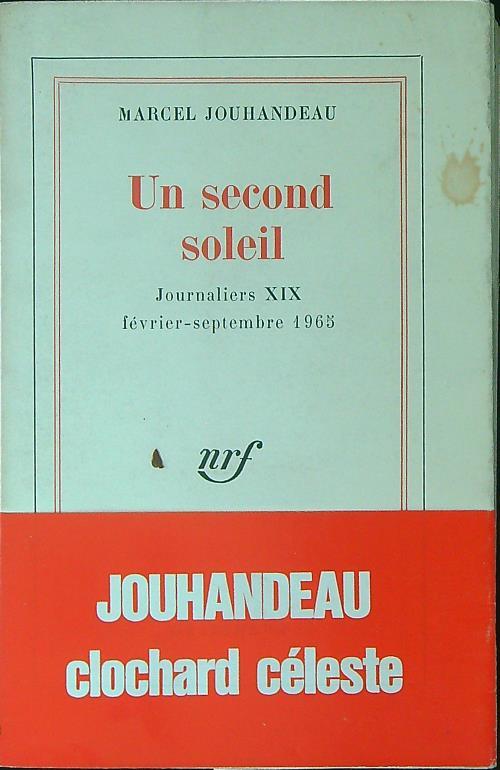 MARCEL JOUHANDEAU
Un second
soleil
Journaliers XIX
février-septembre 1965
nrf
JOUHANDEAU
clochard céleste